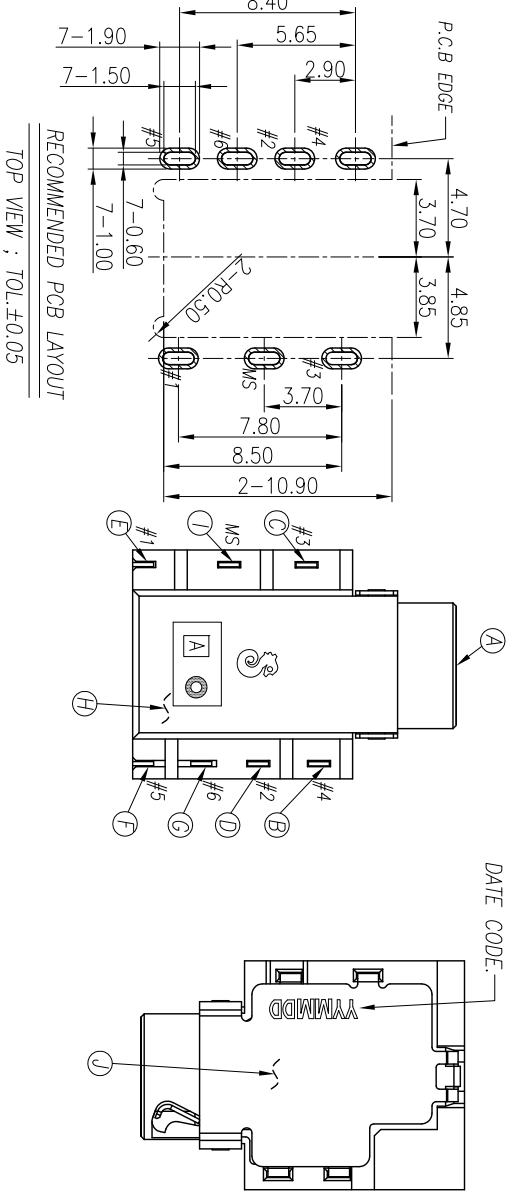 8.40
5.65
2.90
7-1.90
7-1.50
P.C.B EDGE
#5
#6
#2
#4
7-0.60
7-1.00
4.70
3.70
3.85
4.85
2-R0.50
#1
MS
#3
3.70
7.80
8.50
2-10.90
RECOMMENDED PCB LAYOUT
TOP VIEW ; TOL.±0.05
E
I
C
#1
MS
#3
A
A
H
F
G
D
B
#5
#6
#2
#4
DATE CODE.
YYMMDD
J